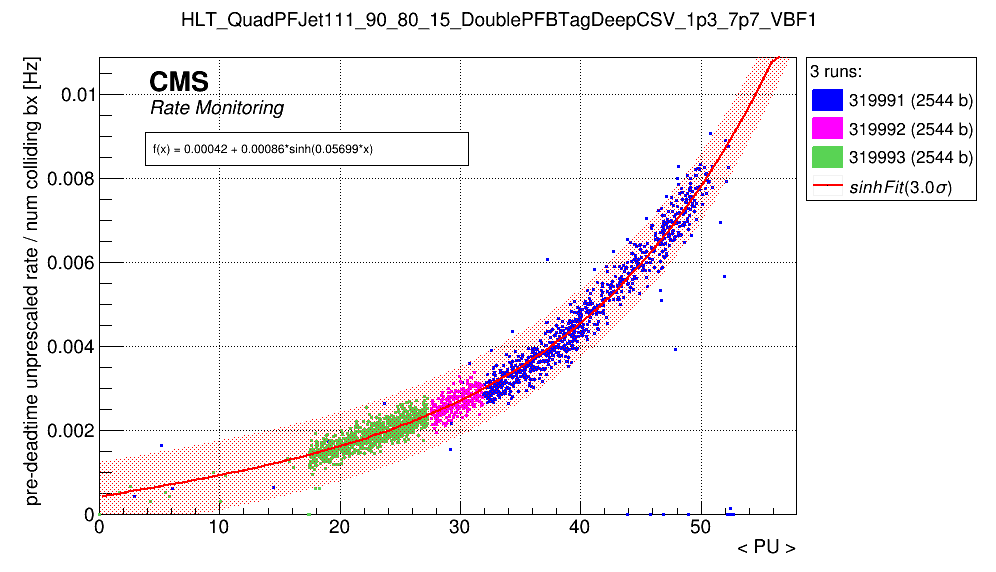 HLT_QuadPFJet111_90_80_15_DoublePFBTagDeepCSV_1p3_7p7_VBF1
pre-deadtime unprescaled rate / num colliding bx [Hz]
CMS
Rate Monitoring
f(x) = 0.00042 + 0.00086*sinh(0.05699*x)
3 runs:
319991 (2544 b)
319992 (2544 b)
319993 (2544 b)
sinhFit(3.0σ)
0.01
0.008
0.006
0.004
0.002
0
0 10 20 30 40 50
< PU >